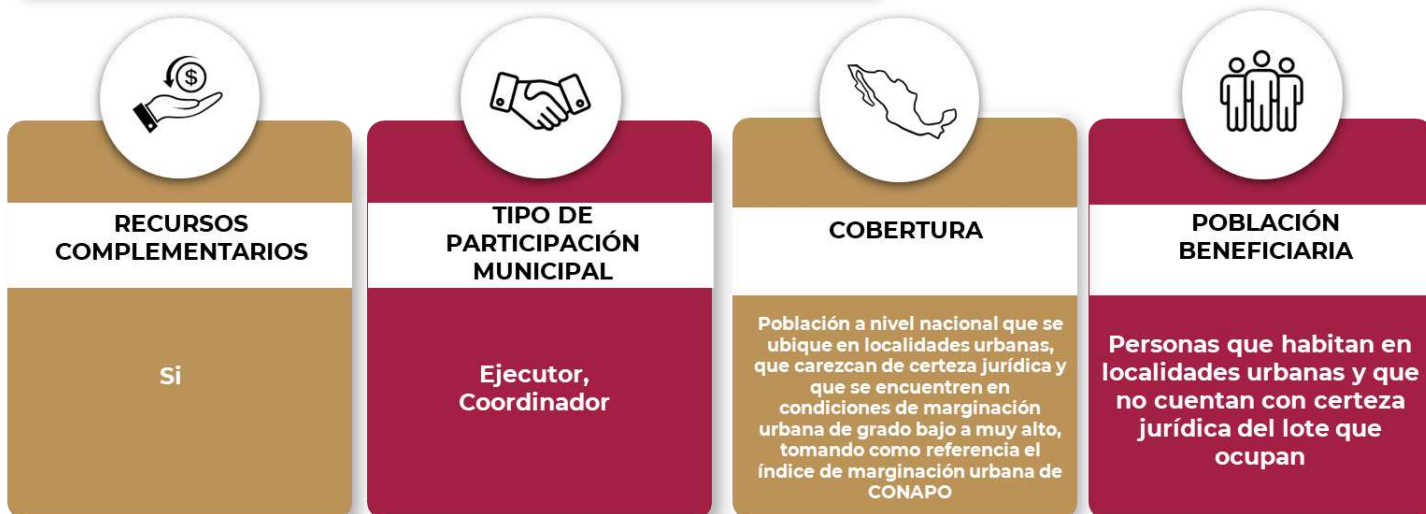 $
RECURSOS
COMPLEMENTARIOS
Si
TIPO DE
PARTICIPACIÓN
MUNICIPAL
Ejecutor,
Coordinador
COBERTURA
Población a nivel nacional que se
ubique en localidades urbanas,
que carezcan de certeza jurídica y
que se encuentren en
condiciones de marginación
urbana de grado bajo a muy alto,
tomando como referencia el
índice de marginación urbana de
CONAPO
POBLACIÓN
BENEFICIARIA
Personas que habitan en
localidades urbanas y que
no cuentan con certeza
jurídica del lote que
ocupan